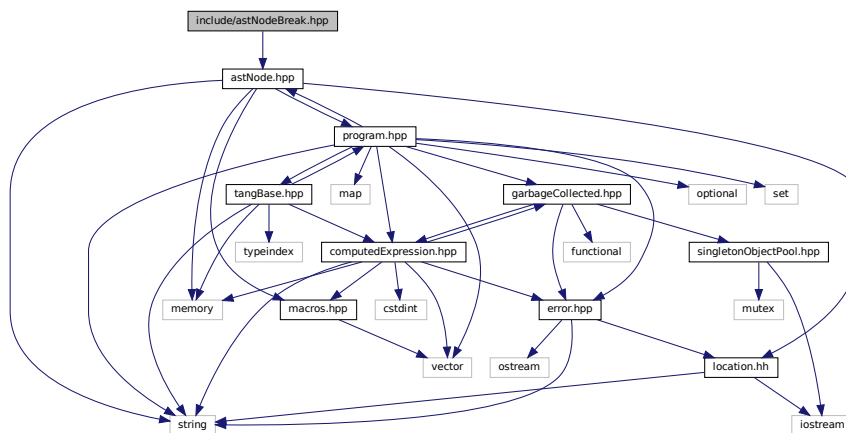 include/astNodeBreak.hpp
astNode.hpp
program.hpp
tangBase.hpp
map
garbageCollected.hpp
optional
set
typeindex
computedExpression.hpp
functional
singletonObjectPool.hpp
memory
macros.hpp
cstdint
error.hpp
mutex
vector
ostream
location.hh
string
iostream